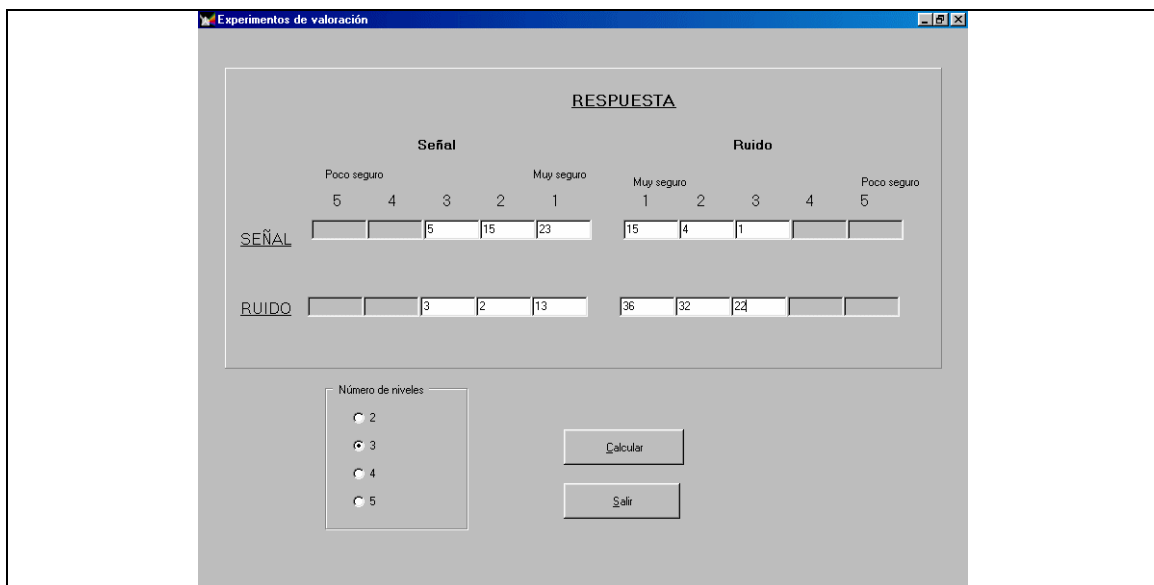 Experimentos de valoración
RESPUESTA
Señal Ruido
Poco seguro Muy seguro Muy seguro Poco seguro
5 4 3 2 1 1 2 3 4 5
SEÑAL 5 15 23 15 4 1
RUIDO 3 2 13 36 32 22
Número de niveles
2
3
4
5
Calcular
Salir